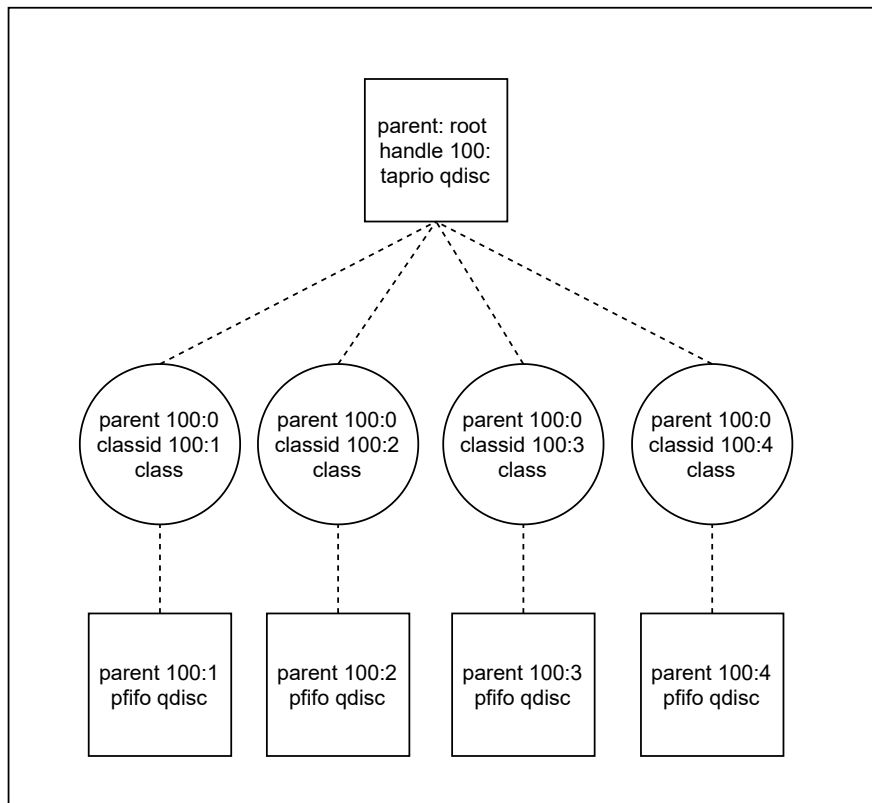 parent: root
handle 100:
taprio qdisc
parent 100:0
classid 100:1
class
parent 100:0
classid 100:2
class
parent 100:0
classid 100:3
class
parent 100:0
classid 100:4
class
parent 100:1
pfifo qdisc
parent 100:2
pfifo qdisc
parent 100:3
pfifo qdisc
parent 100:4
pfifo qdisc